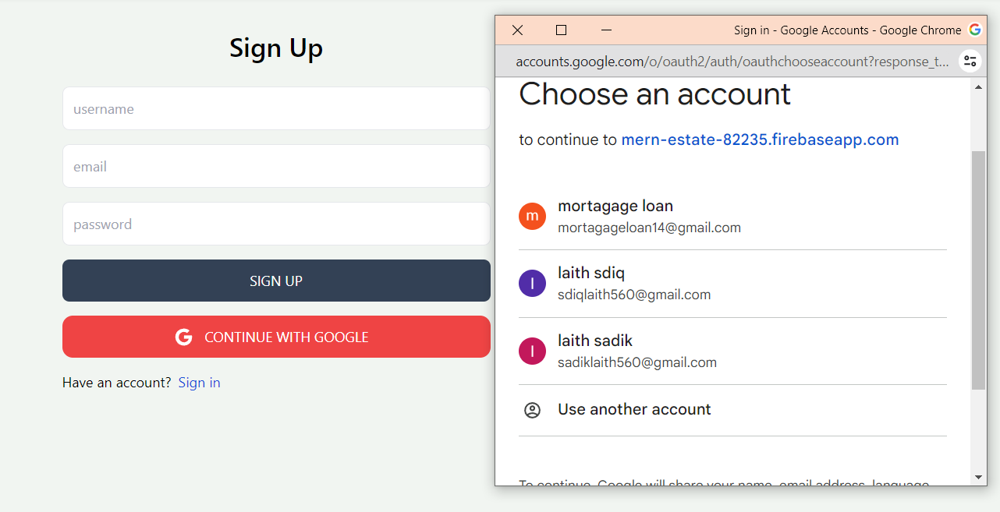 Sign Up
username
email
password
SIGN UP
CONTINUE WITH GOOGLE
Have an account? Sign in
Sign in - Google Accounts - Google Chrome
accounts.google.com/o/oauth2/auth/oauthchooseaccount?response_t...
Choose an account
to continue to mern-estate-82235.firebaseapp.com
m
mortagage loan
mortagageloan14@gmail.com
l
laith sdiq
sdiqlaith560@gmail.com
l
laith sadik
sadiklaith560@gmail.com
Use another account
To continue, Google will share your name, email address, language